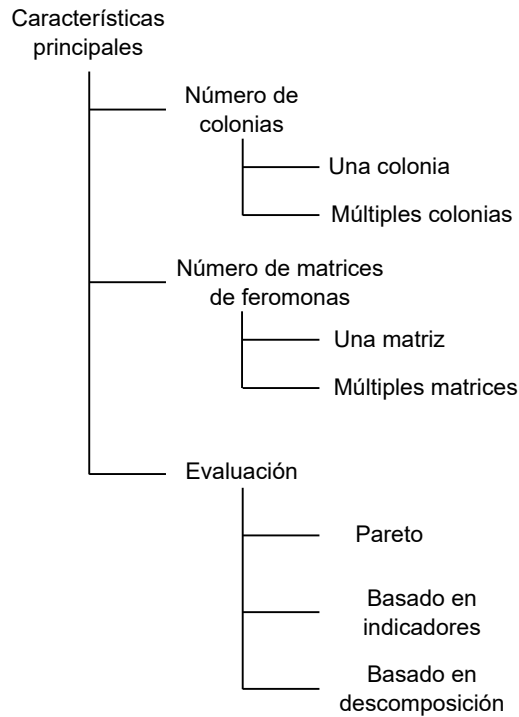 Características
principales
Número de
colonias
Una colonia
Múltiples colonias
Número de matrices
de feromonas
Una matriz
Múltiples matrices
Evaluación
Pareto
Basado en
indicadores
Basado en
descomposición